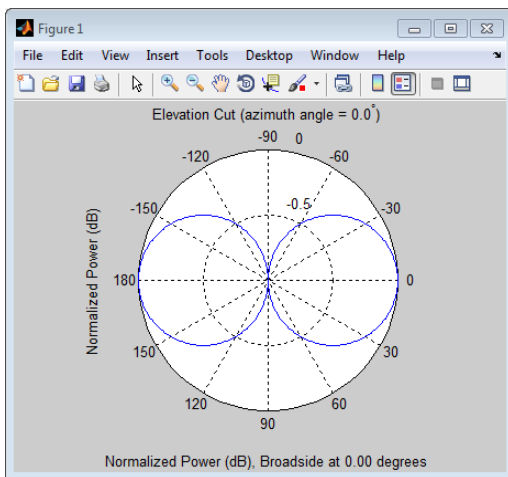 Figure 1
File Edit View Insert Tools Desktop Window Help
Elevation Cut (azimuth angle = 0.0°)
-90 0
-120 -60
-150 -0.5 -30
180 0
150 30
120 60
90
Normalized Power (dB)
Normalized Power (dB), Broadside at 0.00 degrees